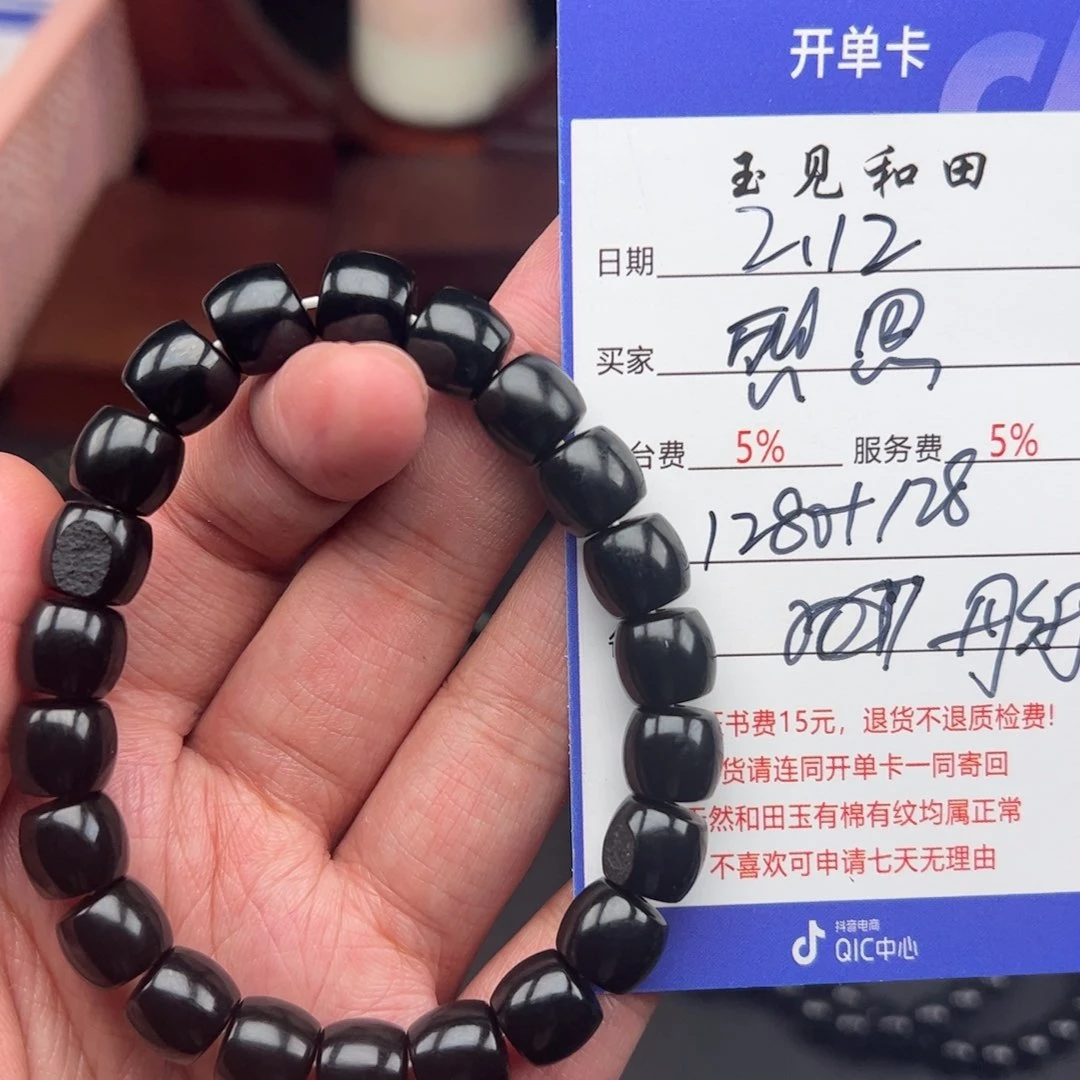 开单卡
玉见和田
日期 2.12
买家
台费 5% 服务费 5%
1280+128
书费15元，退货不退质检费!
货请连同开单卡一同寄回
然和田玉有棉有纹均属正常
不喜欢可申请七天无理由
抖音电商
QIC中心